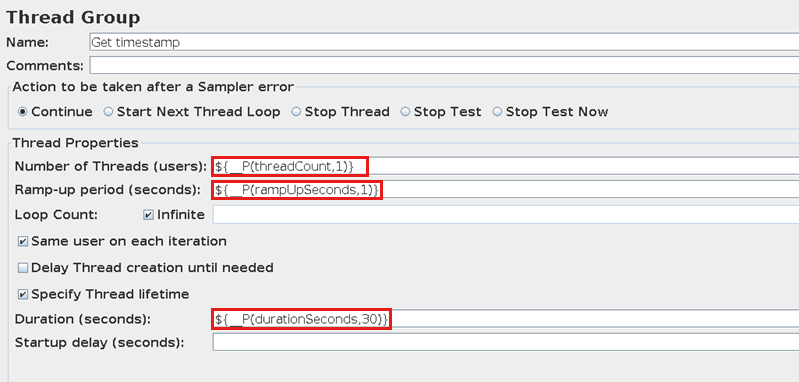 Thread Group
Name: Get timestamp
Comments:
Action to be taken after a Sampler error
Continue Start Next Thread Loop Stop Thread Stop Test Stop Test Now
Thread Properties
Number of Threads (users): ${__P(threadCount,1)}
Ramp-up period (seconds): ${__P(rampUpSeconds,1)}
Loop Count: Infinite
Same user on each iteration
Delay Thread creation until needed
Specify Thread lifetime
Duration (seconds): ${__P(durationSeconds,30)}
Startup delay (seconds):